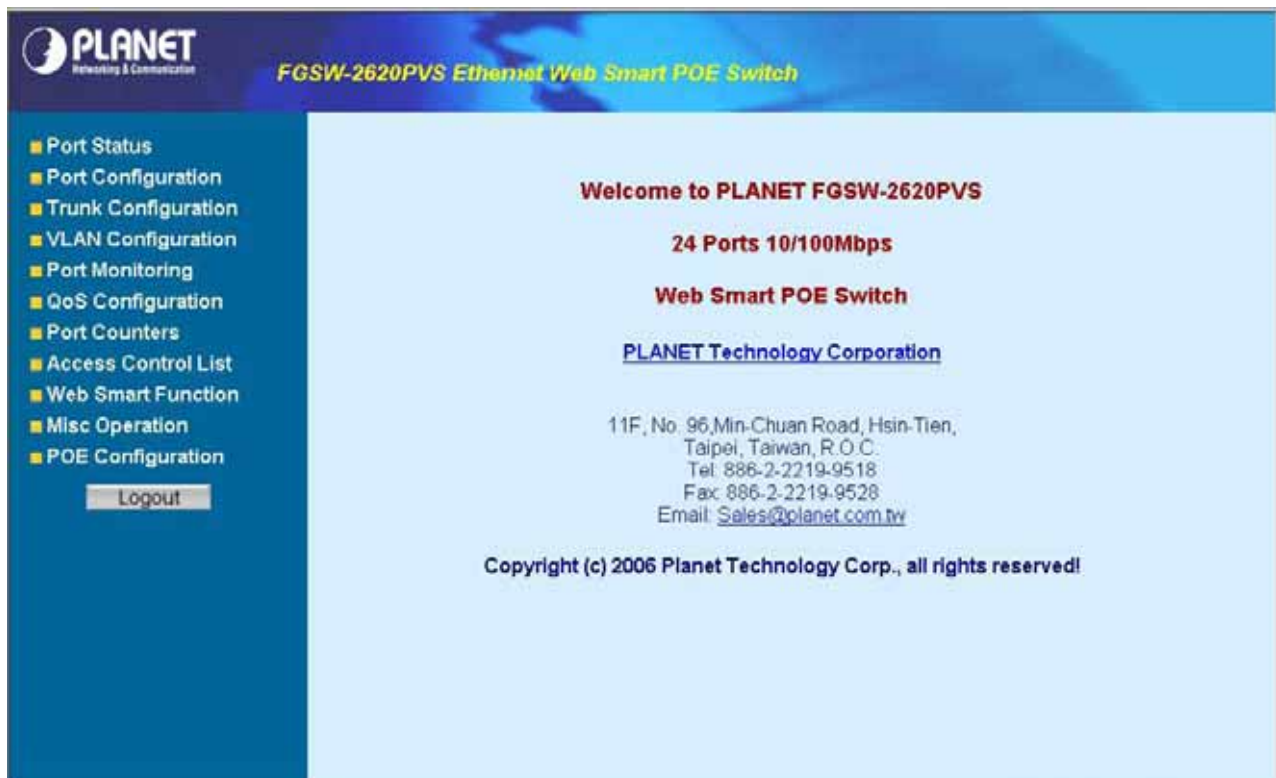 PLANET
Networking & Communication
FGSW-2620PVS Ethernet Web Smart POE Switch
Port Status
Port Configuration
Trunk Configuration
VLAN Configuration
Port Monitoring
QoS Configuration
Port Counters
Access Control List
Web Smart Function
Misc Operation
POE Configuration
Logout
Welcome to PLANET FGSW-2620PVS
24 Ports 10/100Mbps
Web Smart POE Switch
PLANET Technology Corporation
11F, No. 96,Min-Chuan Road, Hsin-Tien,
Taipei, Taiwan, R.O.C.
Tel: 886-2-2219-9518
Fax: 886-2-2219-9528
Email: Sales@planet.com.tw
Copyright (c) 2006 Planet Technology Corp., all rights reserved!